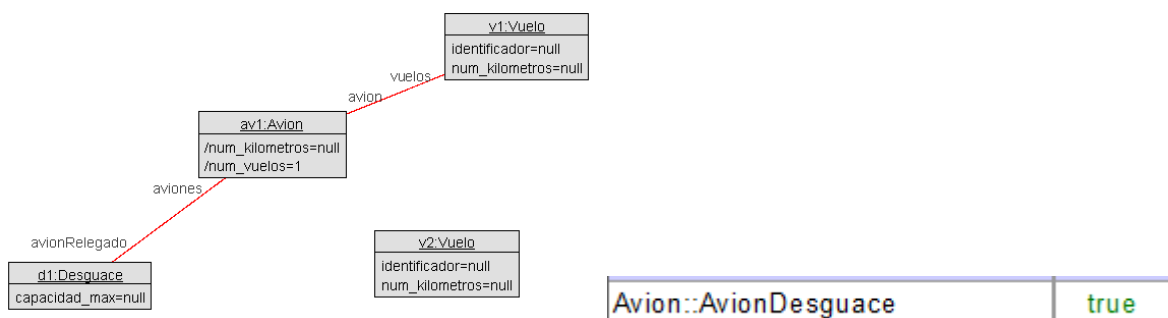 v1:Vuelo
identificador=null
num_kilometros=null
vuelos
avion
av1:Avion
/num_kilometros=null
/num_vuelos=1
aviones
avionRelegado
d1:Desguace
capacidad_max=null
v2:Vuelo
identificador=null
num_kilometros=null
Avion::AvionDesguace true